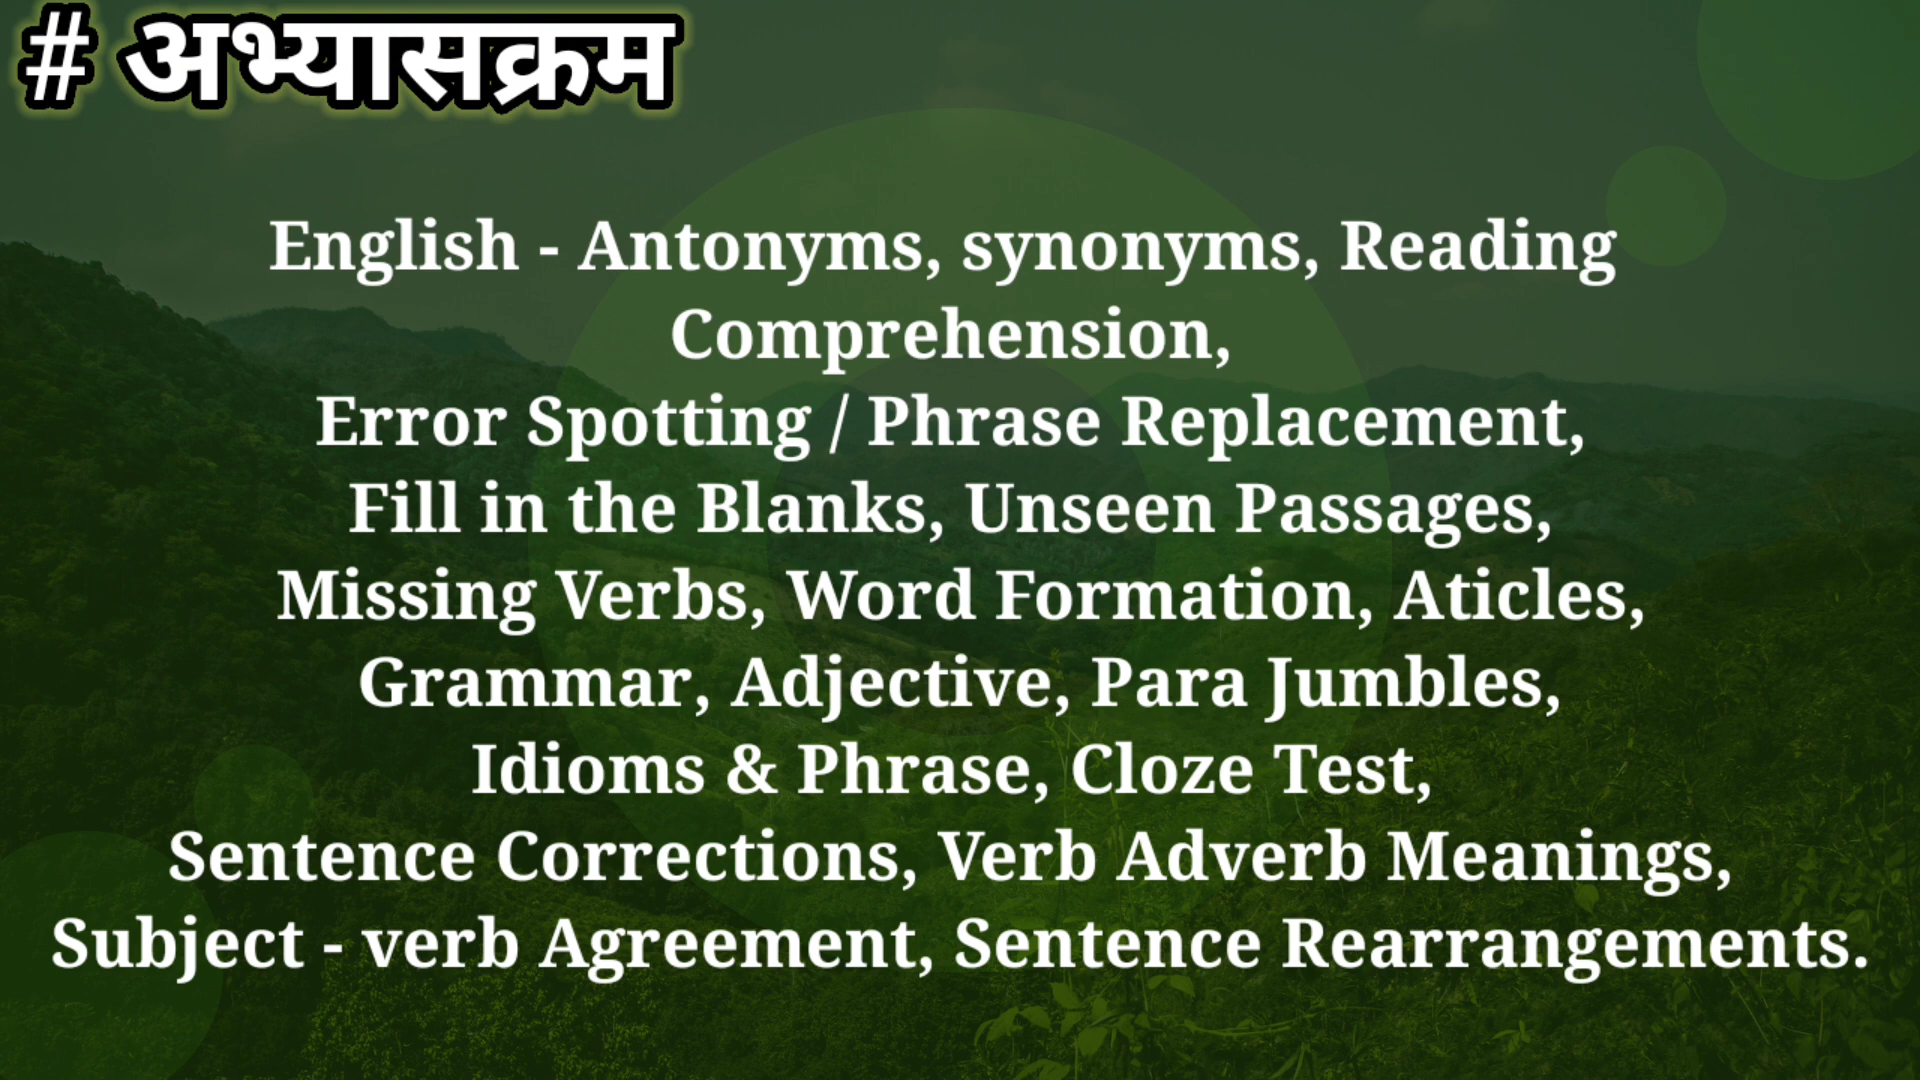 # अभ्यासक्रम
English - Antonyms, synonyms, Reading
Comprehension,
Error Spotting / Phrase Replacement,
Fill in the Blanks, Unseen Passages,
Missing Verbs, Word Formation, Aticles,
Grammar, Adjective, Para Jumbles,
Idioms & Phrase, Cloze Test,
Sentence Corrections, Verb Adverb Meanings,
Subject - verb Agreement, Sentence Rearrangements.